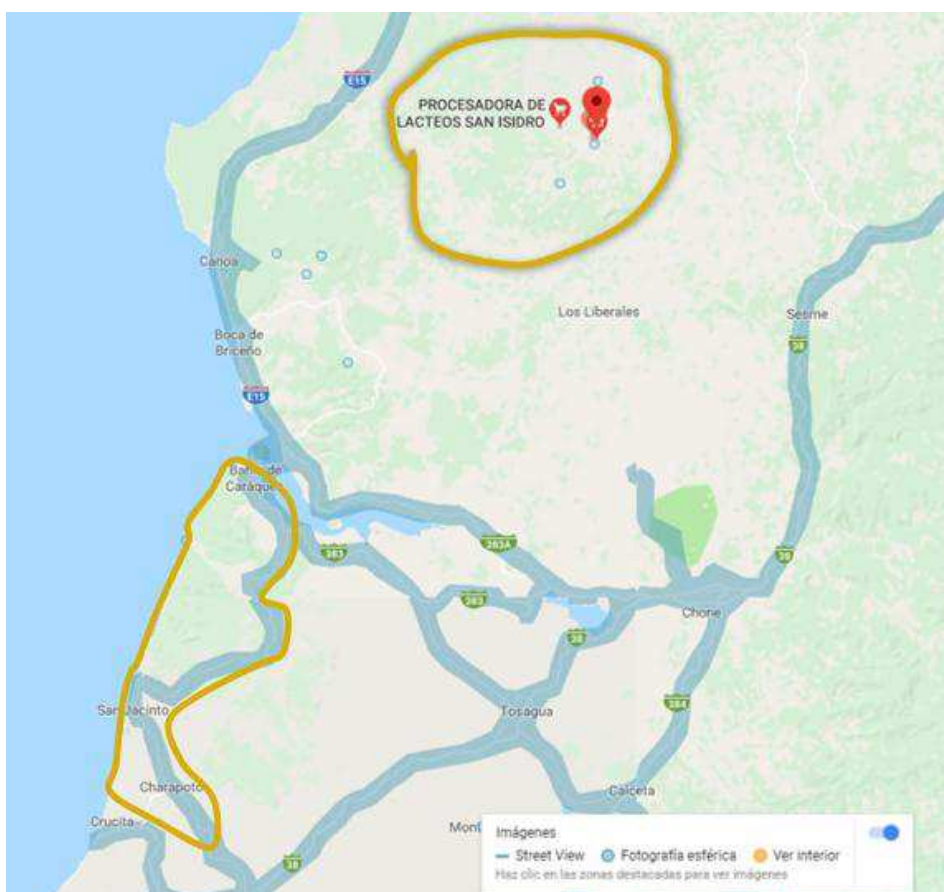 E15
PROCESADORA DE
LACTEOS SAN ISIDRO
Canoa
Los Liberales
Sesme
Boca de
Briceño
38
E15
Bahía de
Caráquez
383
383A
38
383
Chone
38
384
San Jacinto
Tosagua
Charapotó
Calceta
Crucita
Mont
38
Imágenes
Street View
Fotografía esférica
Ver interior
Haz clic en las zonas destacadas para ver imágenes